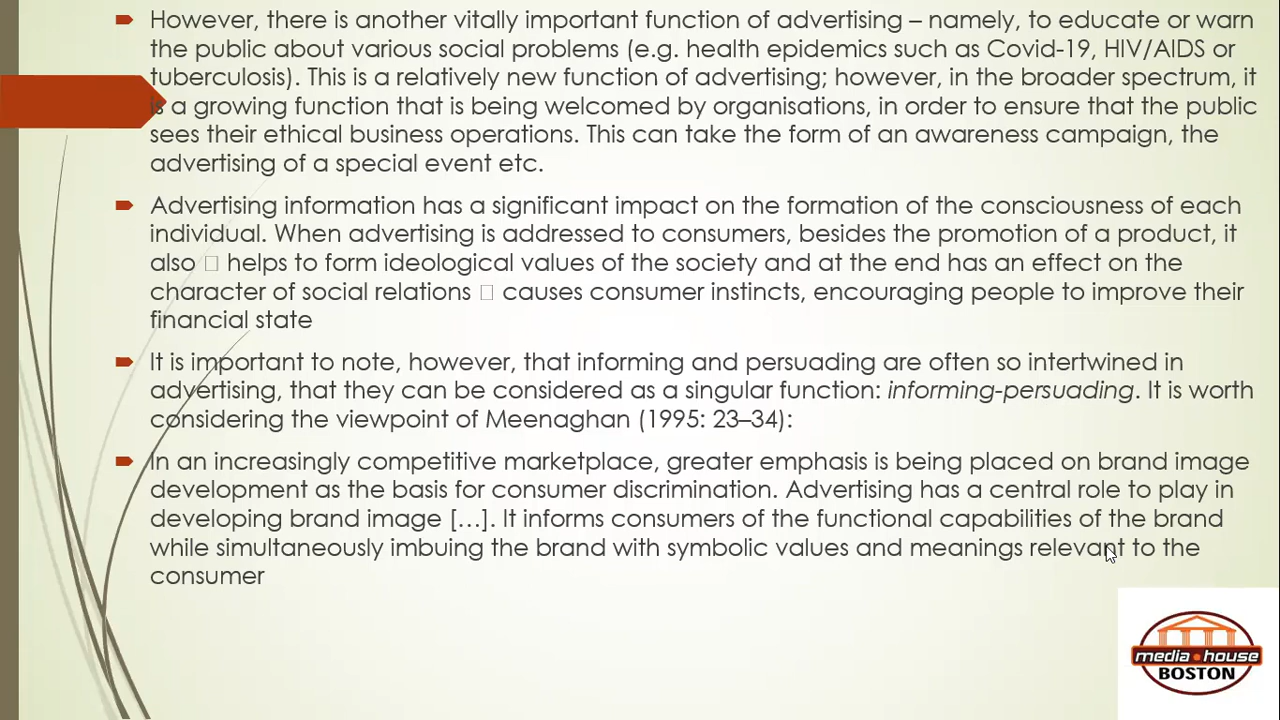 However, there is another vitally important function of advertising – namely, to educate or warn
the public about various social problems (e.g. health epidemics such as Covid-19, HIV/AIDS or
tuberculosis). This is a relatively new function of advertising; however, in the broader spectrum, it
is a growing function that is being welcomed by organisations, in order to ensure that the public
sees their ethical business operations. This can take the form of an awareness campaign, the
advertising of a special event etc.
Advertising information has a significant impact on the formation of the consciousness of each
individual. When advertising is addressed to consumers, besides the promotion of a product, it
also □ helps to form ideological values of the society and at the end has an effect on the
character of social relations □ causes consumer instincts, encouraging people to improve their
financial state
It is important to note, however, that informing and persuading are often so intertwined in
advertising, that they can be considered as a singular function: informing-persuading. It is worth
considering the viewpoint of Meenaghan (1995: 23–34):
In an increasingly competitive marketplace, greater emphasis is being placed on brand image
development as the basis for consumer discrimination. Advertising has a central role to play in
developing brand image […]. It informs consumers of the functional capabilities of the brand
while simultaneously imbuing the brand with symbolic values and meanings relevant to the
consumer
media•house
BOSTON